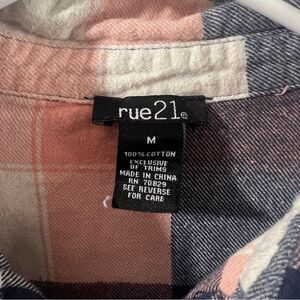 rue21®
M
100% COTTON
EXCLUSIVE
OF TRIMS
MADE IN CHINA
RN 70829
SEE REVERSE
FOR CARE